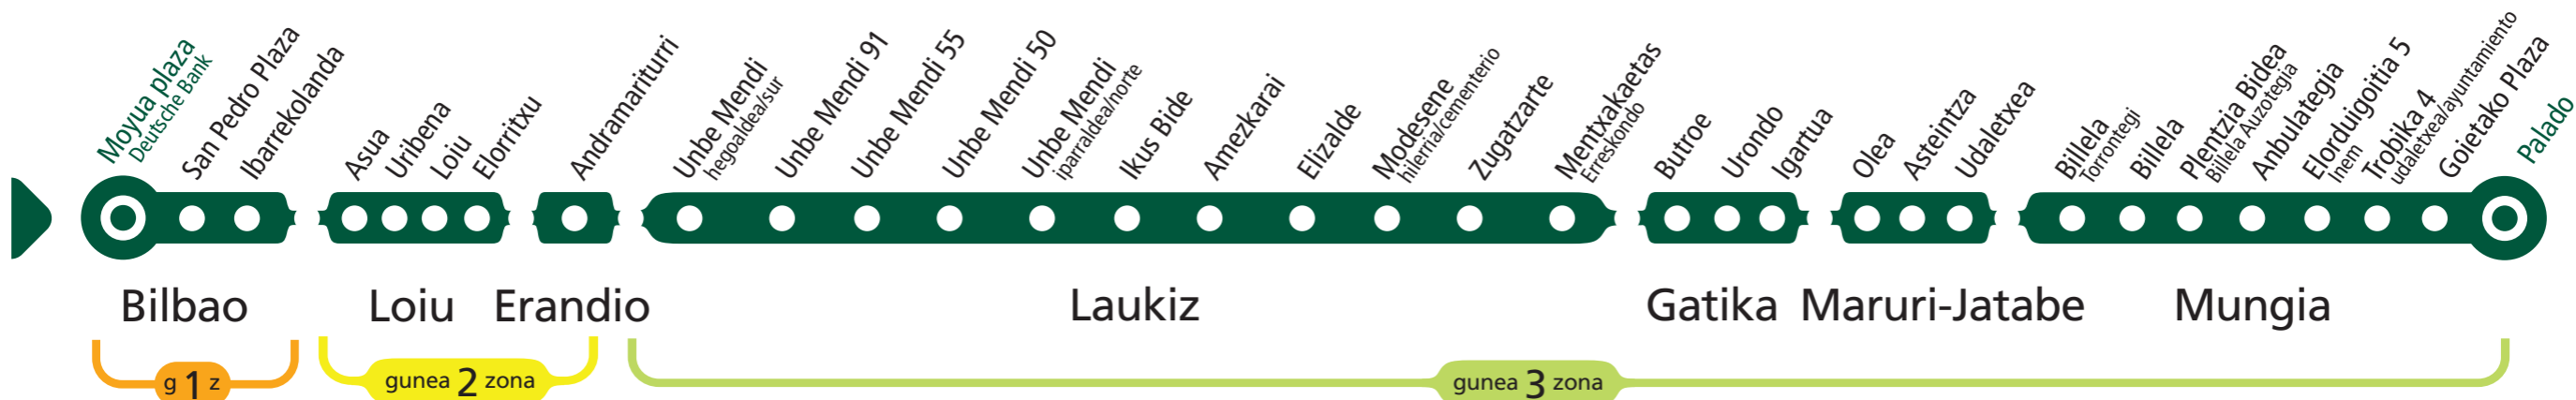 Moyua plaza
Deutsche Bank
San Pedro Plaza
Ibarrekolanda
Asua
Uribena
Loiu
Elorritxu
Andramariturri
Unbe Mendi
hegoaldea/sur
Unbe Mendi 91
Unbe Mendi 55
Unbe Mendi 50
Unbe Mendi
iparraldea/norte
Ikus Bide
Amezkarai
Elizalde
Modesene
hilerria/cementerio
Zugatzarte
Mentxakaetas
Erreskondo
Butroe
Urondo
Igartua
Olea
Asteintza
Udaletxea
Billela
Torrontegi
Billela
Plentzia Bidea
Billela Auzotegia
Anbulategia
Elorduigoitia 5
Inem
Trobika 4
udaletxea/ayuntamiento
Goietako Plaza
Palado
Bilbao
Loiu
Erandio
Laukiz
Gatika
Maruri-Jatabe
Mungia
g 1 z
gunea 2 zona
gunea 3 zona